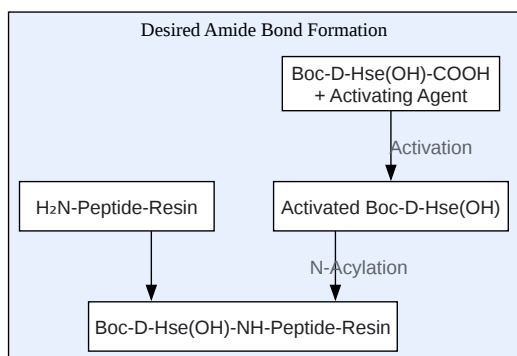 Desired Amide Bond Formation
Boc-D-Hse(OH)-COOH
+ Activating Agent
Activation
H₂N-Peptide-Resin
Activated Boc-D-Hse(OH)
N-Acylation
Boc-D-Hse(OH)-NH-Peptide-Resin